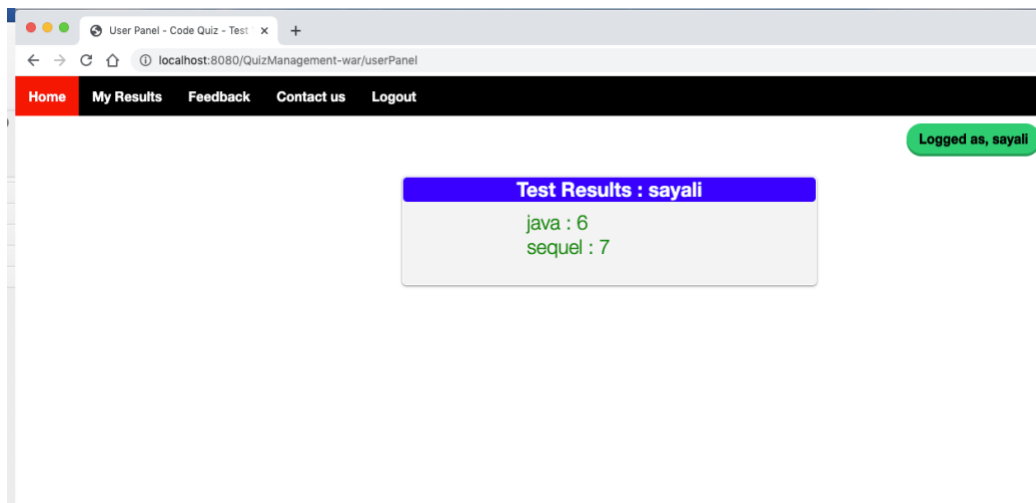 User Panel - Code Quiz - Test
localhost:8080/QuizManagement-war/userPanel
Home My Results Feedback Contact us Logout
Logged as, sayali
Test Results : sayali
java : 6
sequel : 7